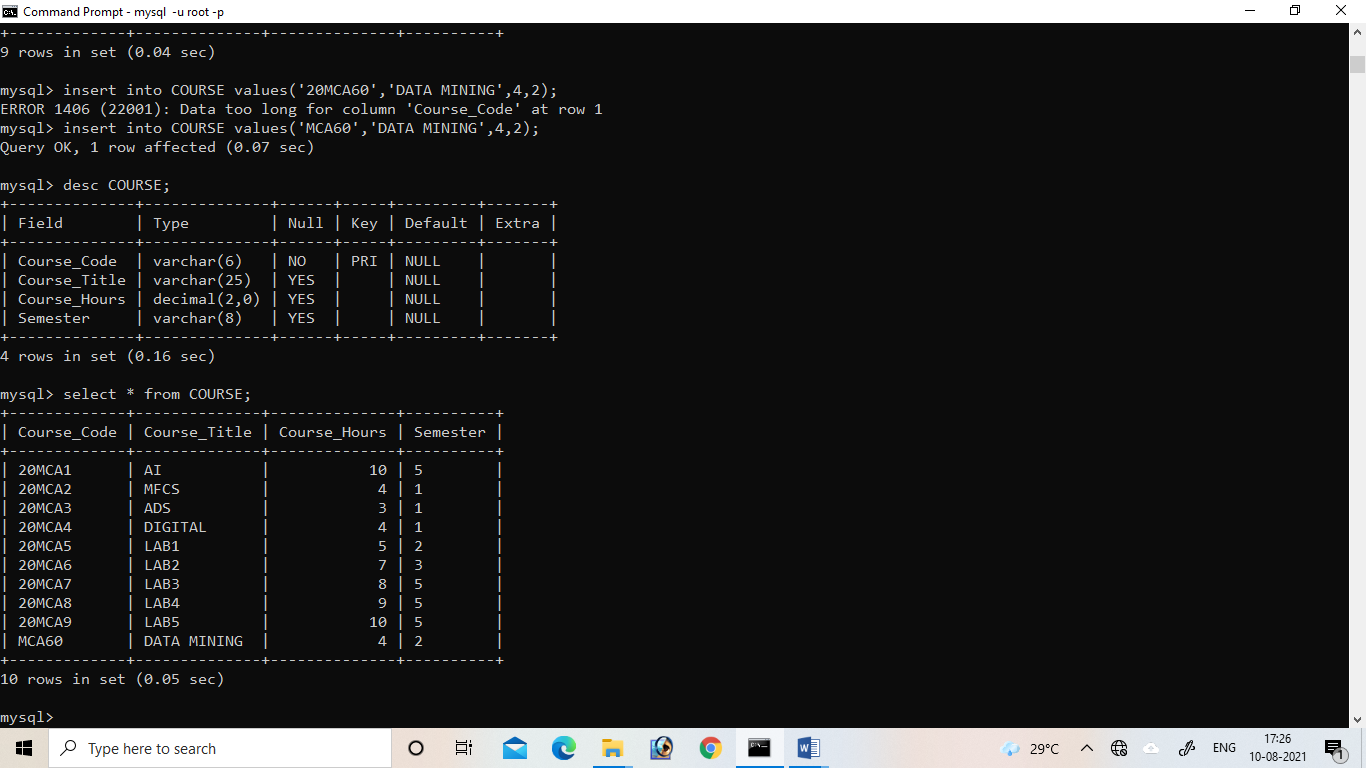 Command Prompt - mysql -u root -p
+-------------+--------------+--------------+----------+
9 rows in set (0.04 sec)
mysql> insert into COURSE values('20MCA60','DATA MINING',4,2);
ERROR 1406 (22001): Data too long for column 'Course_Code' at row 1
mysql> insert into COURSE values('MCA60','DATA MINING',4,2);
Query OK, 1 row affected (0.07 sec)
mysql> desc COURSE;
+--------------+--------------+------+-----+---------+-------+
| Field        | Type         | Null | Key | Default | Extra |
+--------------+--------------+------+-----+---------+-------+
| Course_Code  | varchar(6)   | NO   | PRI | NULL    |       |
| Course_Title | varchar(25)  | YES  |     | NULL    |       |
| Course_Hours | decimal(2,0) | YES  |     | NULL    |       |
| Semester     | varchar(8)   | YES  |     | NULL    |       |
+--------------+--------------+------+-----+---------+-------+
4 rows in set (0.16 sec)
mysql> select * from COURSE;
+-------------+--------------+--------------+----------+
| Course_Code | Course_Title | Course_Hours | Semester |
+-------------+--------------+--------------+----------+
| 20MCA1      | AI           |           10 | 5        |
| 20MCA2      | MFCS         |            4 | 1        |
| 20MCA3      | ADS          |            3 | 1        |
| 20MCA4      | DIGITAL      |            4 | 1        |
| 20MCA5      | LAB1         |            5 | 2        |
| 20MCA6      | LAB2         |            7 | 3        |
| 20MCA7      | LAB3         |            8 | 5        |
| 20MCA8      | LAB4         |            9 | 5        |
| 20MCA9      | LAB5         |           10 | 5        |
| MCA60       | DATA MINING  |            4 | 2        |
+-------------+--------------+--------------+----------+
10 rows in set (0.05 sec)
mysql>
Type here to search
29°C
ENG
17:26
10-08-2021
1